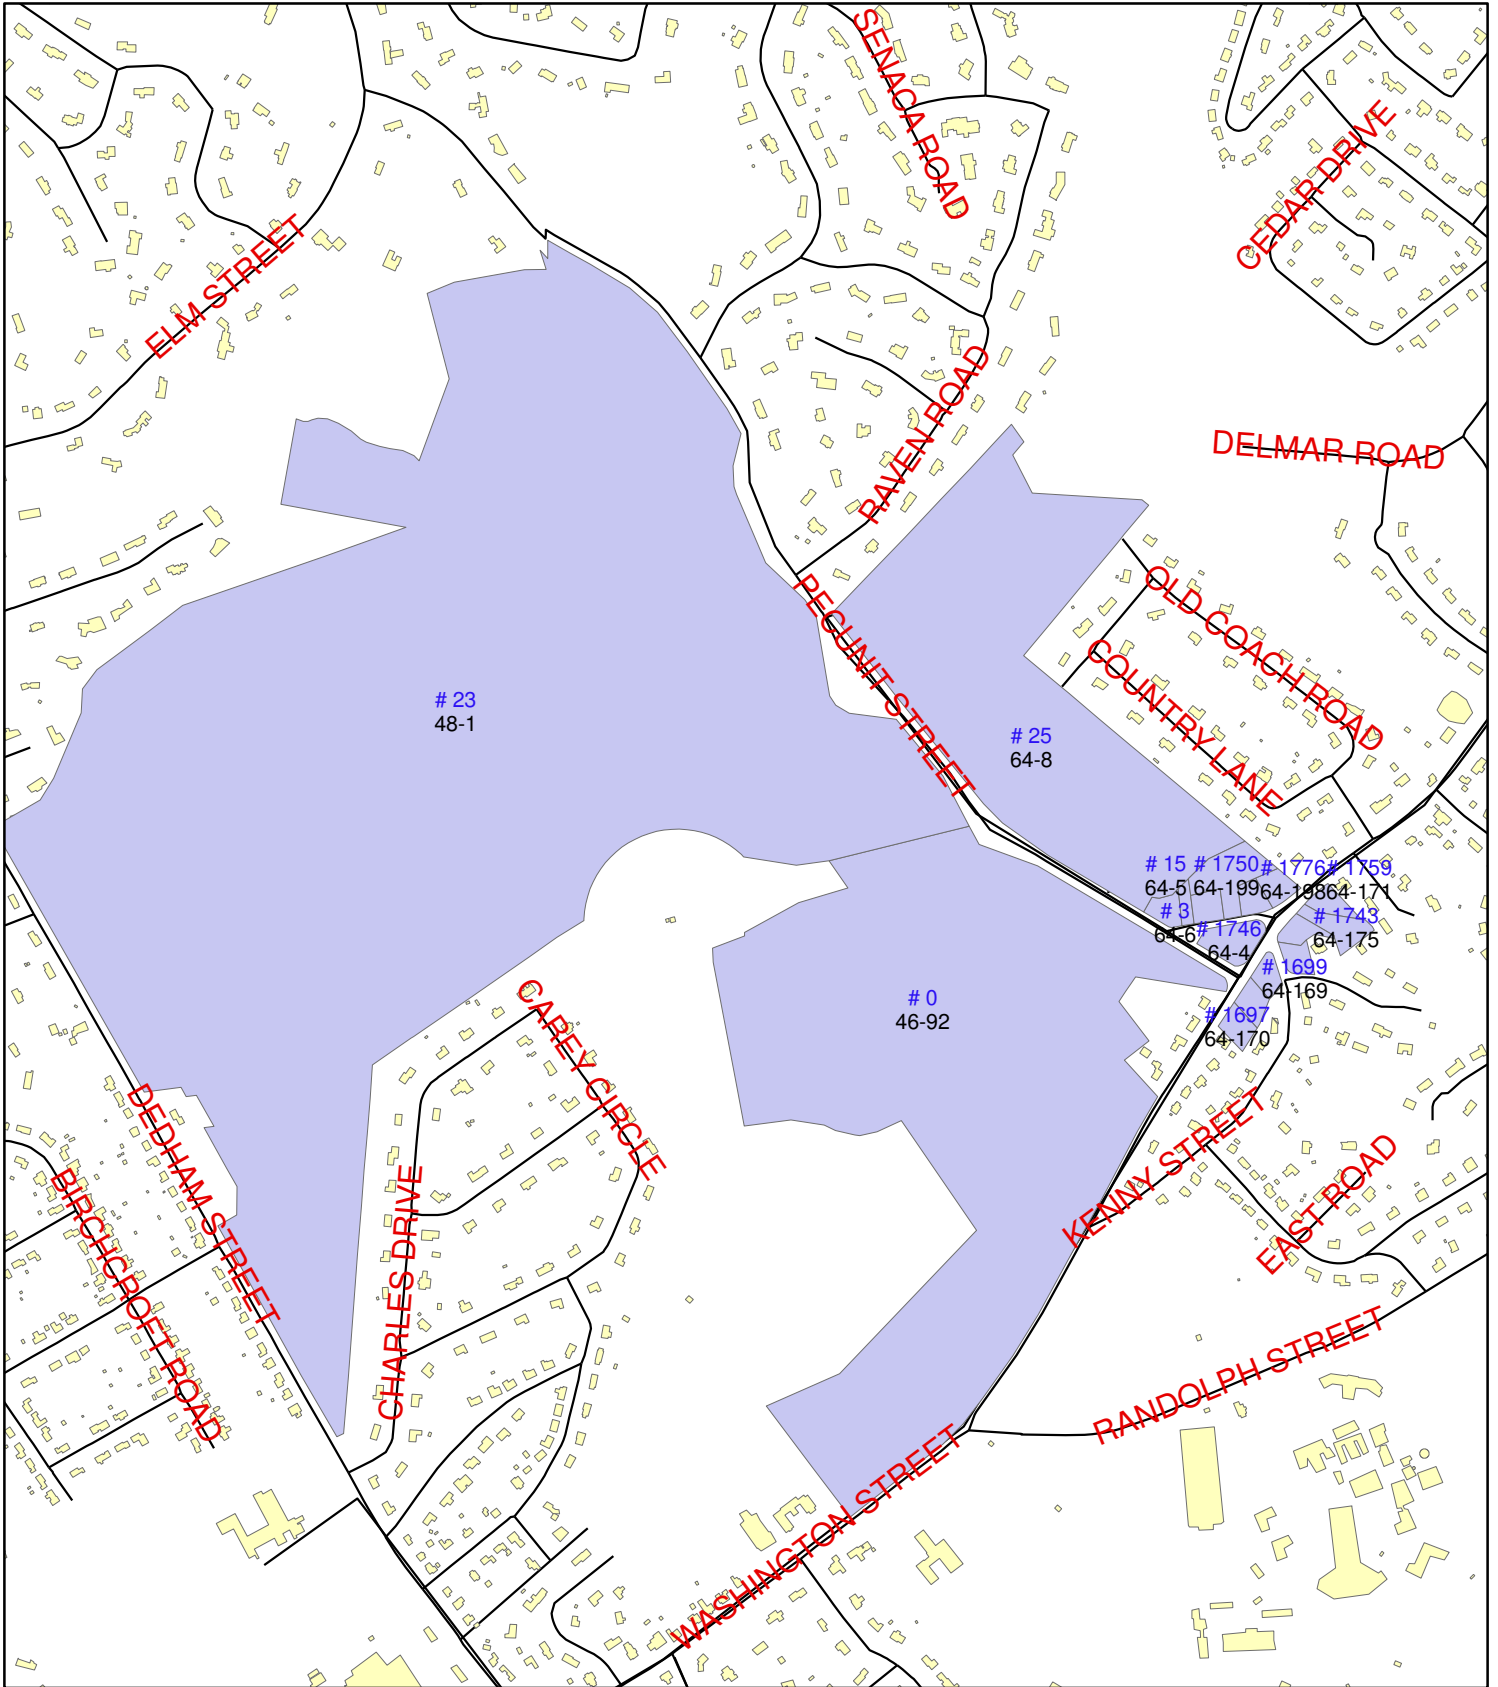 SENACA ROAD
CEDAR DRIVE
ELM STREET
RAVEN ROAD
DELMAR ROAD
PECUNIT STREET
OLD COACH ROAD
COUNTRY LANE
# 23
48-1
# 25
64-8
# 15
64-5
# 1750
64-199
# 1776
64-198
# 1759
64-171
# 3
64-6
# 1746
64-4
# 1743
64-175
# 1699
64-169
# 1697
64-170
# 0
46-92
CAREY CIRCLE
DEDHAM STREET
BIRCHCROFT ROAD
CHARLES DRIVE
KENNY STREET
EAST ROAD
RANDOLPH STREET
WASHINGTON STREET